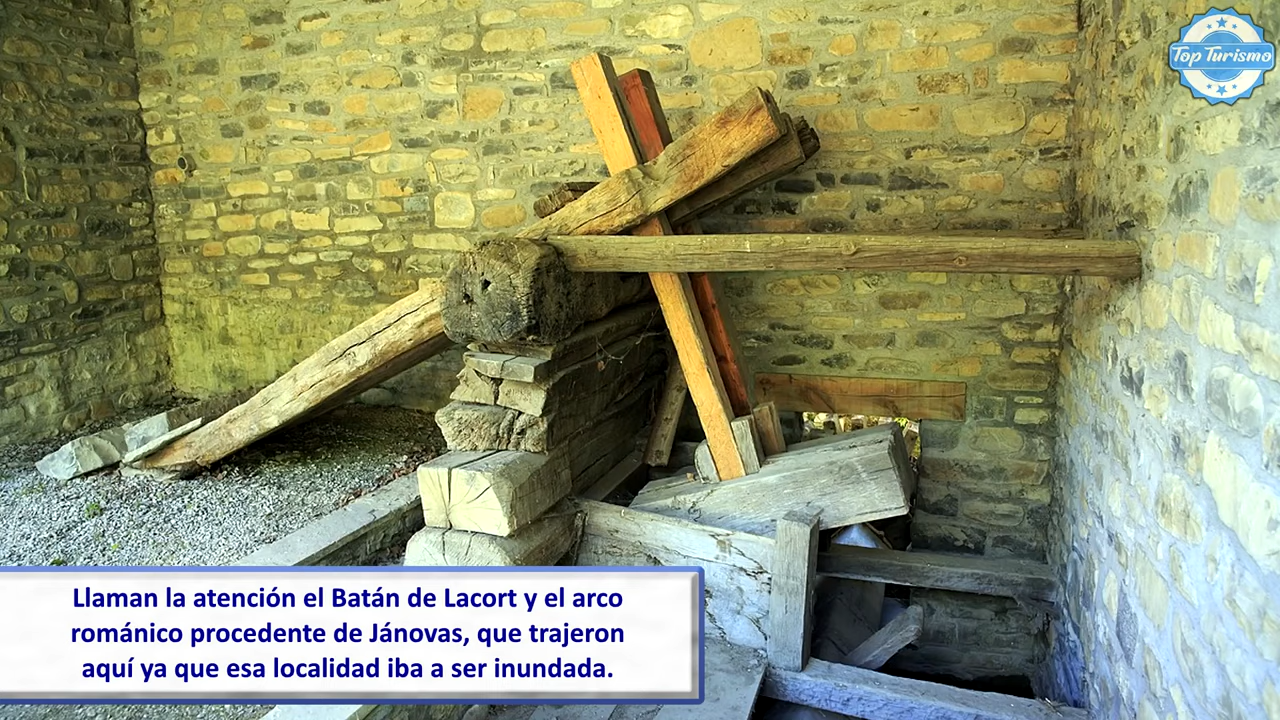 Top Turismo
Llaman la atención el Batán de Lacort y el arco
románico procedente de Jánovas, que trajeron
aquí ya que esa localidad iba a ser inundada.